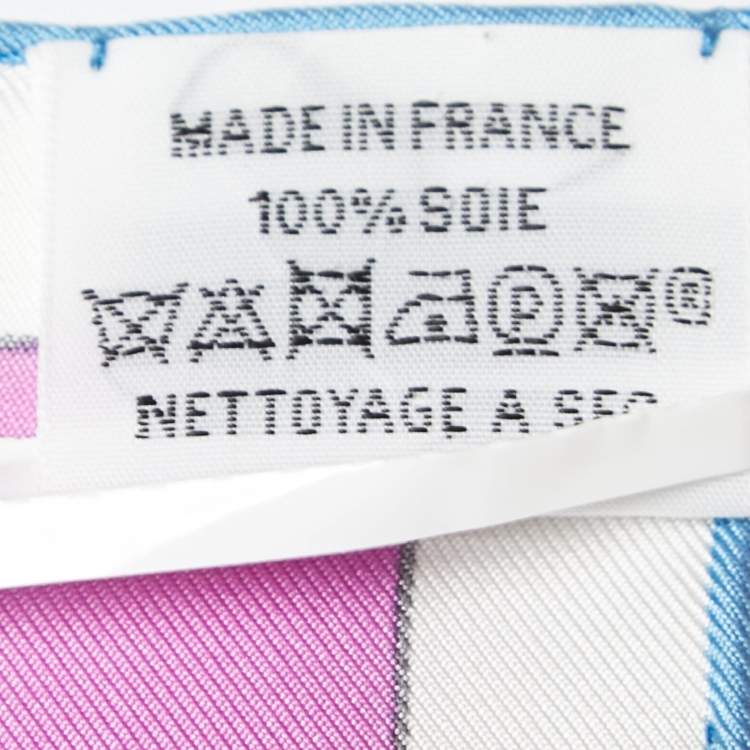 MADE IN FRANCE
100% SOIE
P ®
NETTOYAGE A SEC